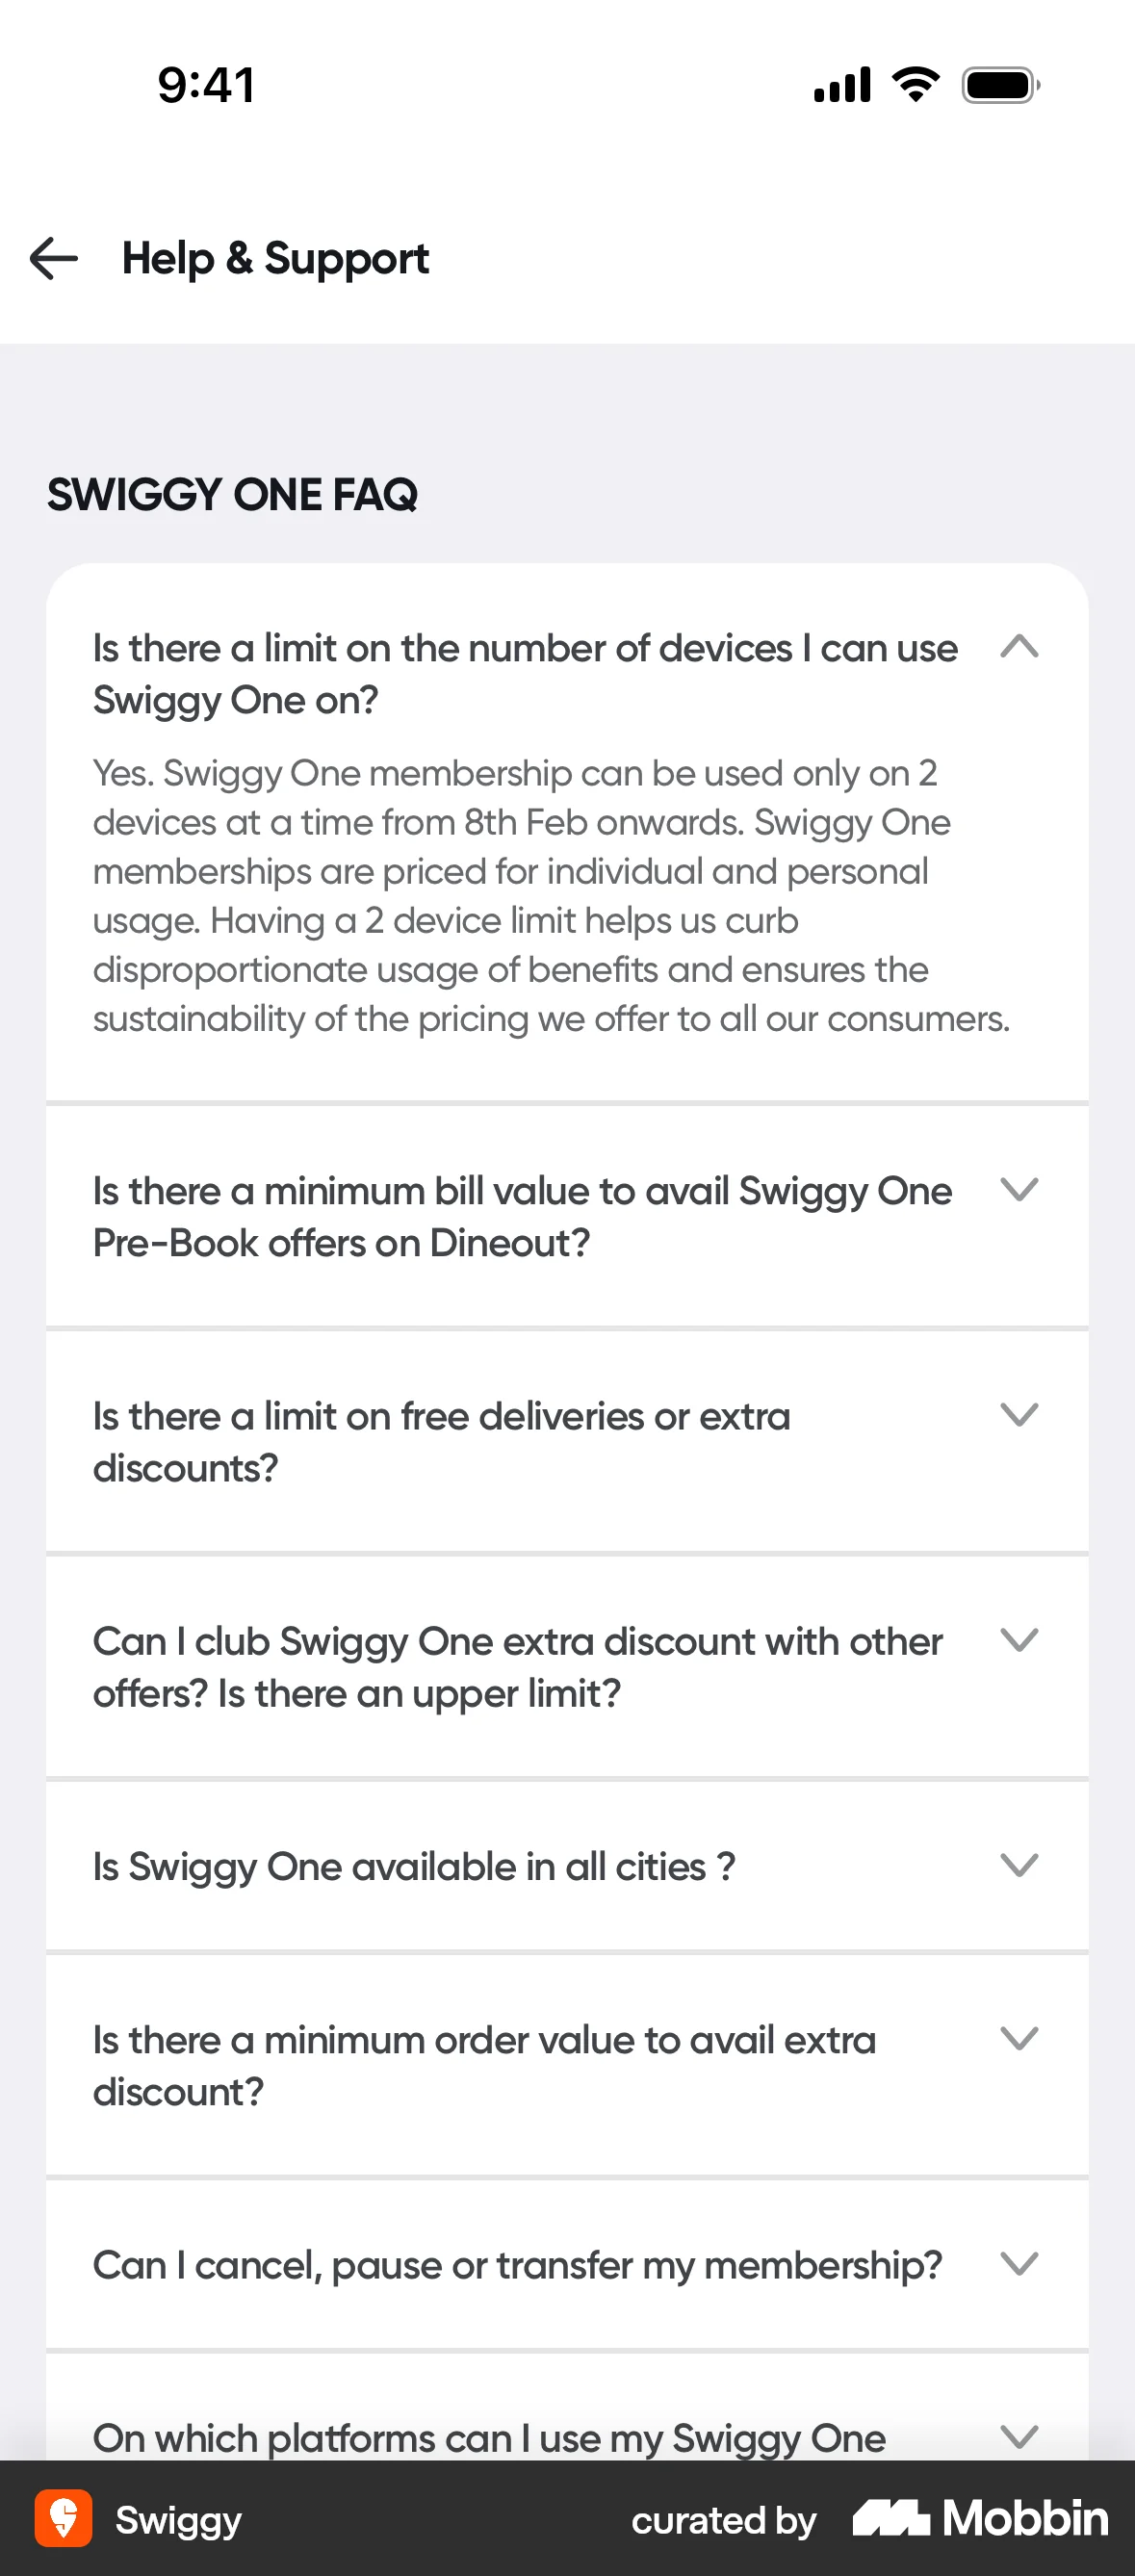 9:41
Help & Support
SWIGGY ONE FAQ
Is there a limit on the number of devices I can use
Swiggy One on?
Yes. Swiggy One membership can be used only on 2
devices at a time from 8th Feb onwards. Swiggy One
memberships are priced for individual and personal
usage. Having a 2 device limit helps us curb
disproportionate usage of benefits and ensures the
sustainability of the pricing we offer to all our consumers.
Is there a minimum bill value to avail Swiggy One
Pre-Book offers on Dineout?
Is there a limit on free deliveries or extra
discounts?
Can I club Swiggy One extra discount with other
offers? Is there an upper limit?
Is Swiggy One available in all cities ?
Is there a minimum order value to avail extra
discount?
Can I cancel, pause or transfer my membership?
On which platforms can I use my Swiggy One
Swiggy
curated by Mobbin